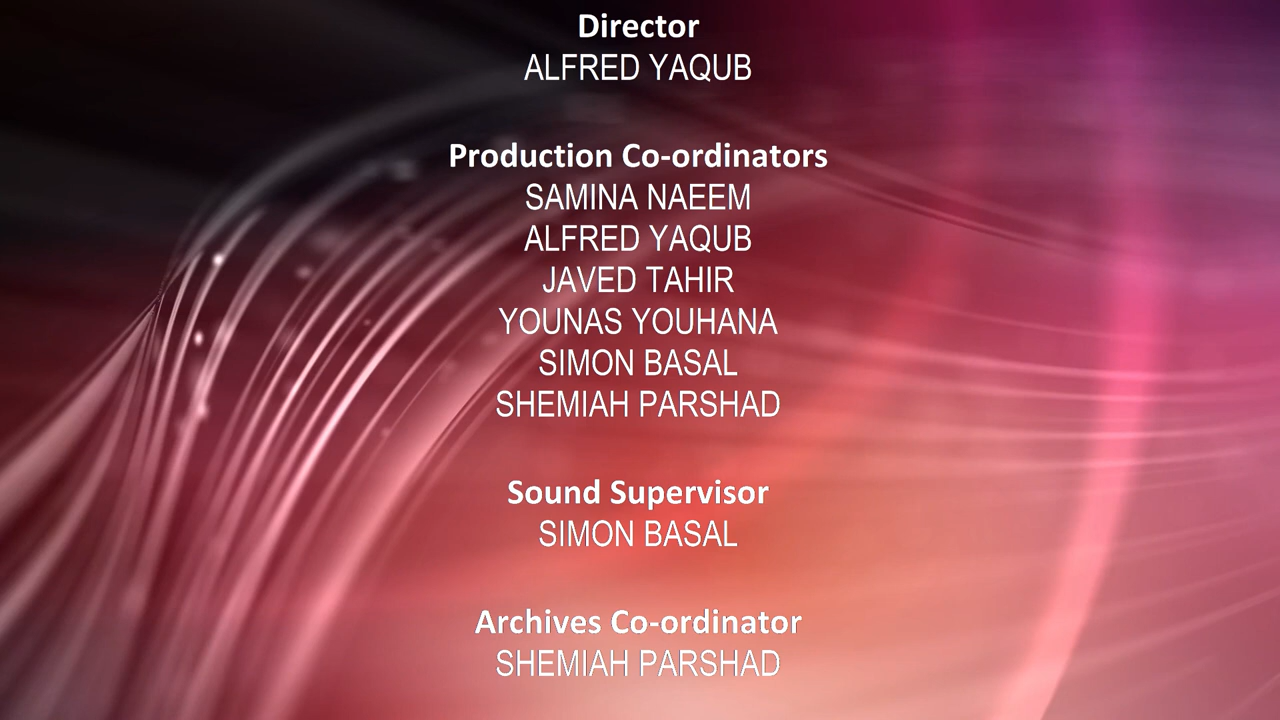 Director
ALFRED YAQUB
Production Co-ordinators
SAMINA NAEEM
ALFRED YAQUB
JAVED TAHIR
YOUNAS YOUHANA
SIMON BASAL
SHEMIAH PARSHAD
Sound Supervisor
SIMON BASAL
Archives Co-ordinator
SHEMIAH PARSHAD